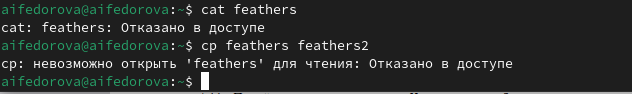 aifedorova@aifedorova:~$ cat feathers
cat: feathers: Отказано в доступе
aifedorova@aifedorova:~$ cp feathers feathers2
cp: невозможно открыть 'feathers' для чтения: Отказано в доступе
aifedorova@aifedorova:~$